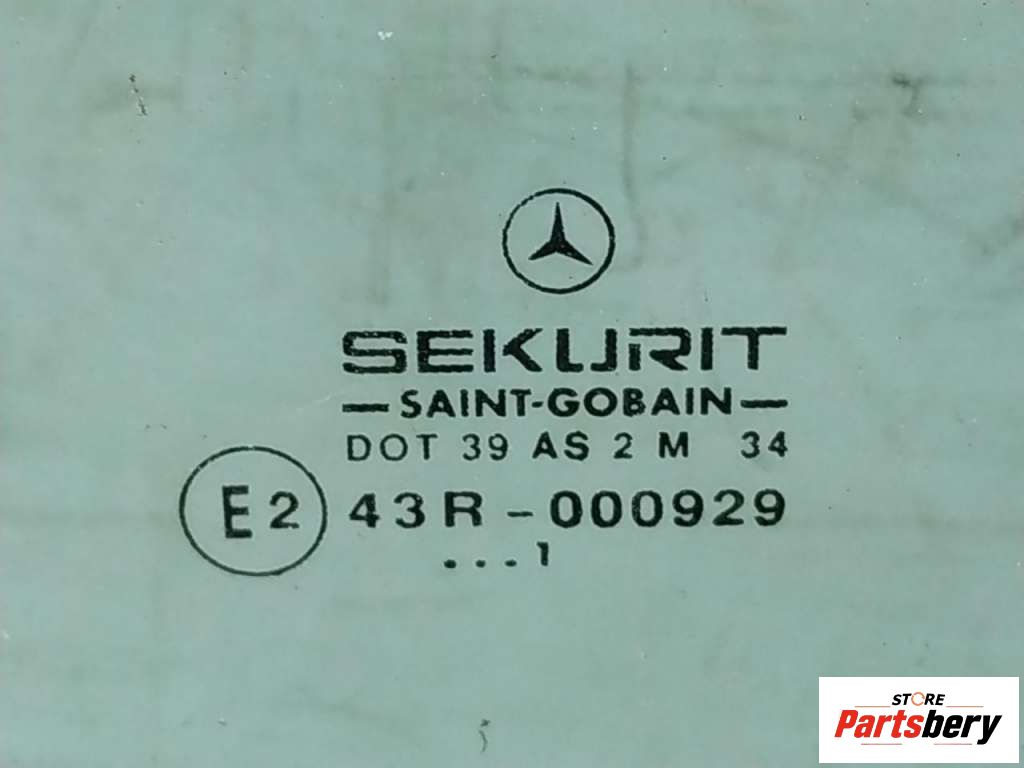 SEKURIT
—SAINT-GOBAIN—
DOT 39 AS 2 M 34
E2 43R-000929
...1
STORE
Partsbery